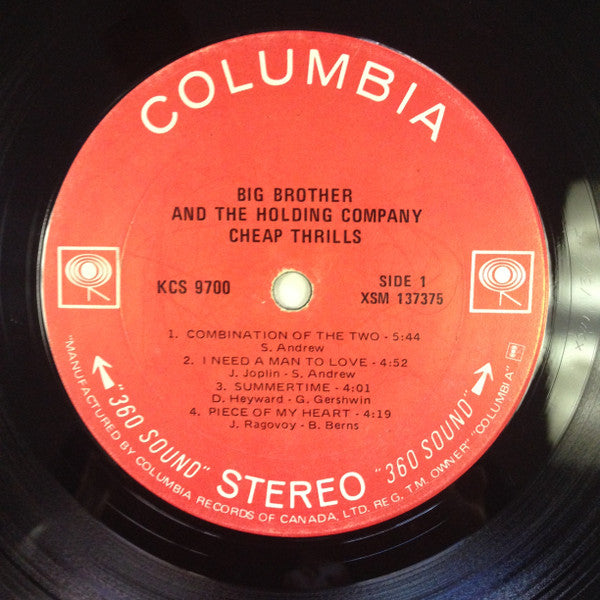 COLUMBIA
BIG BROTHER
AND THE HOLDING COMPANY
CHEAP THRILLS
KCS 9700
SIDE 1
XSM 137375
1. COMBINATION OF THE TWO - 5:44
S. Andrew
2. I NEED A MAN TO LOVE - 4:52
J. Joplin - S. Andrew
3. SUMMERTIME - 4:01
D. Heyward - G. Gershwin
4. PIECE OF MY HEART - 4:19
J. Ragovoy - B. Berns
"360 SOUND" STEREO "360 SOUND"
"MANUFACTURED BY COLUMBIA RECORDS OF CANADA, LTD. REG. T.M. OWNER" "COLUMBIA"